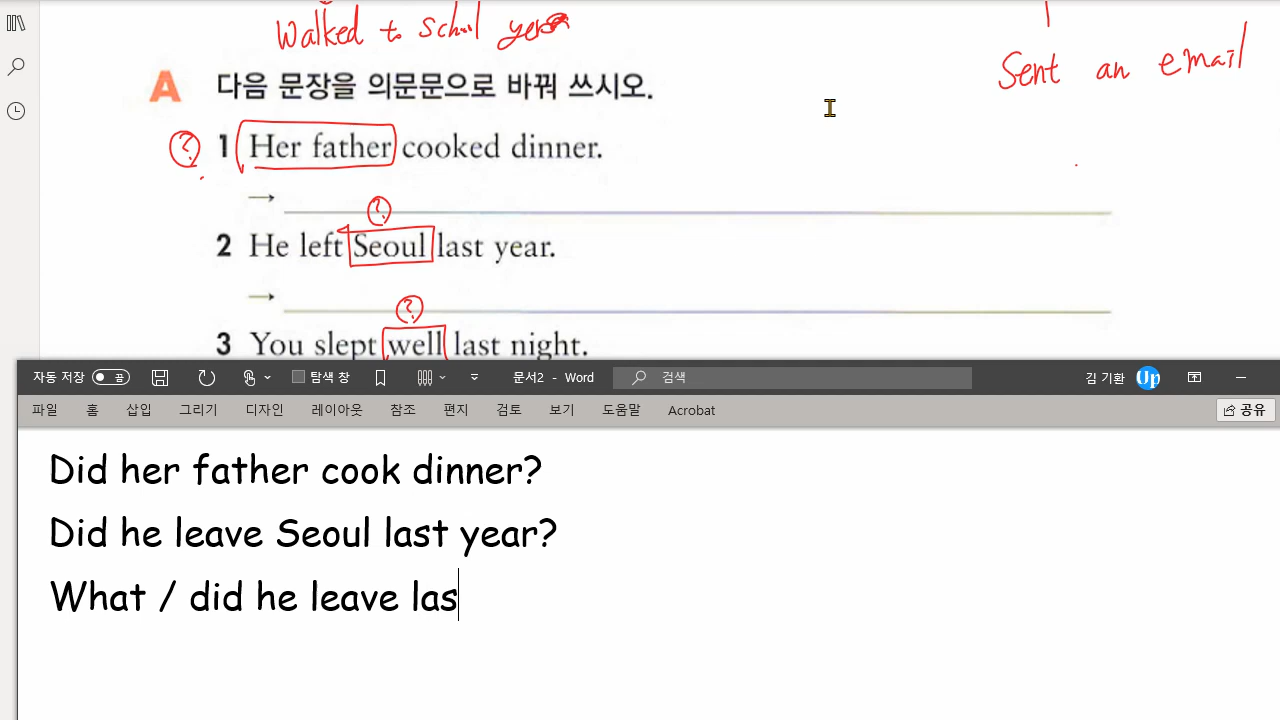 Walked to School
Sent an email
A 다음 문장을 의문문으로 바꿔 쓰시오.
? 1 Her father cooked dinner.
→
?
2 He left Seoul last year.
→
?
3 You slept well last night.
자동 저장 끔 탐색 창 문서2 - Word 검색 김 기환 Up
파일 홈 삽입 그리기 디자인 레이아웃 참조 편지 검토 보기 도움말 Acrobat 공유
Did her father cook dinner?
Did he leave Seoul last year?
What / did he leave las